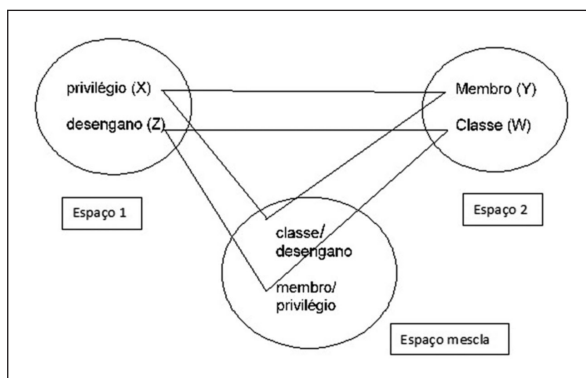 privilégio (X)
desengano (Z)
Espaço 1
Membro (Y)
Classe (W)
Espaço 2
classe/
desengano
membro/
privilégio
Espaço mescla